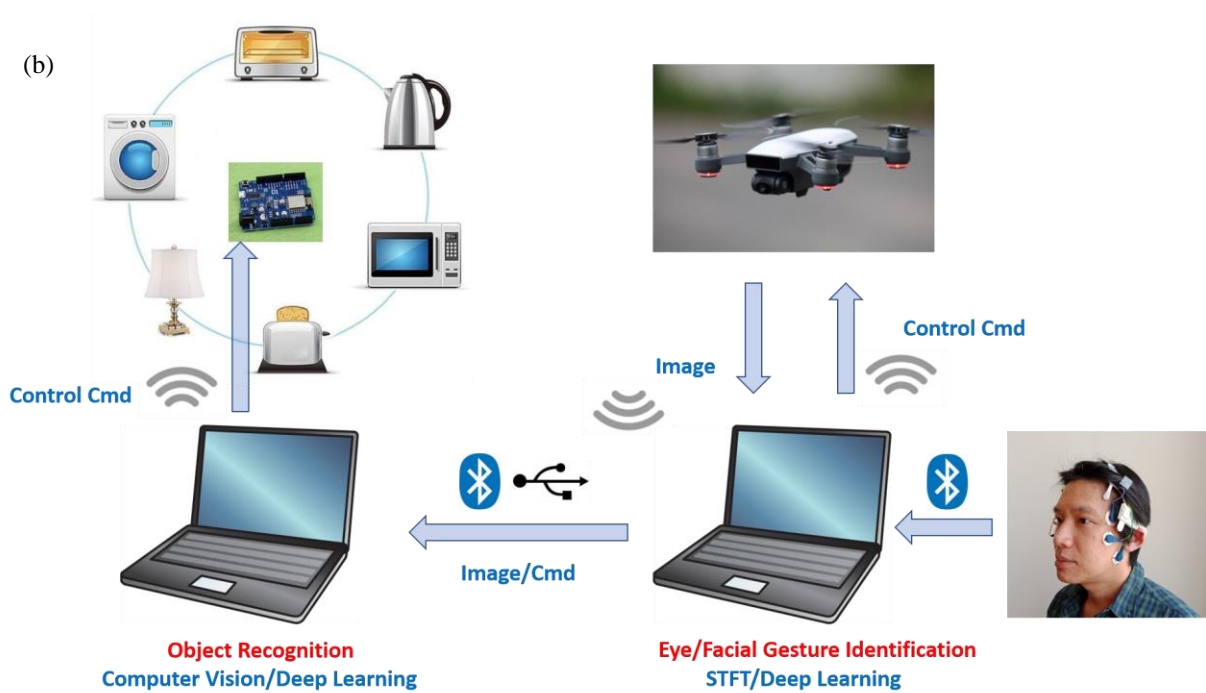 (b)
Control Cmd
Image
Control Cmd
Image/Cmd
Object Recognition
Computer Vision/Deep Learning
Eye/Facial Gesture Identification
STFT/Deep Learning